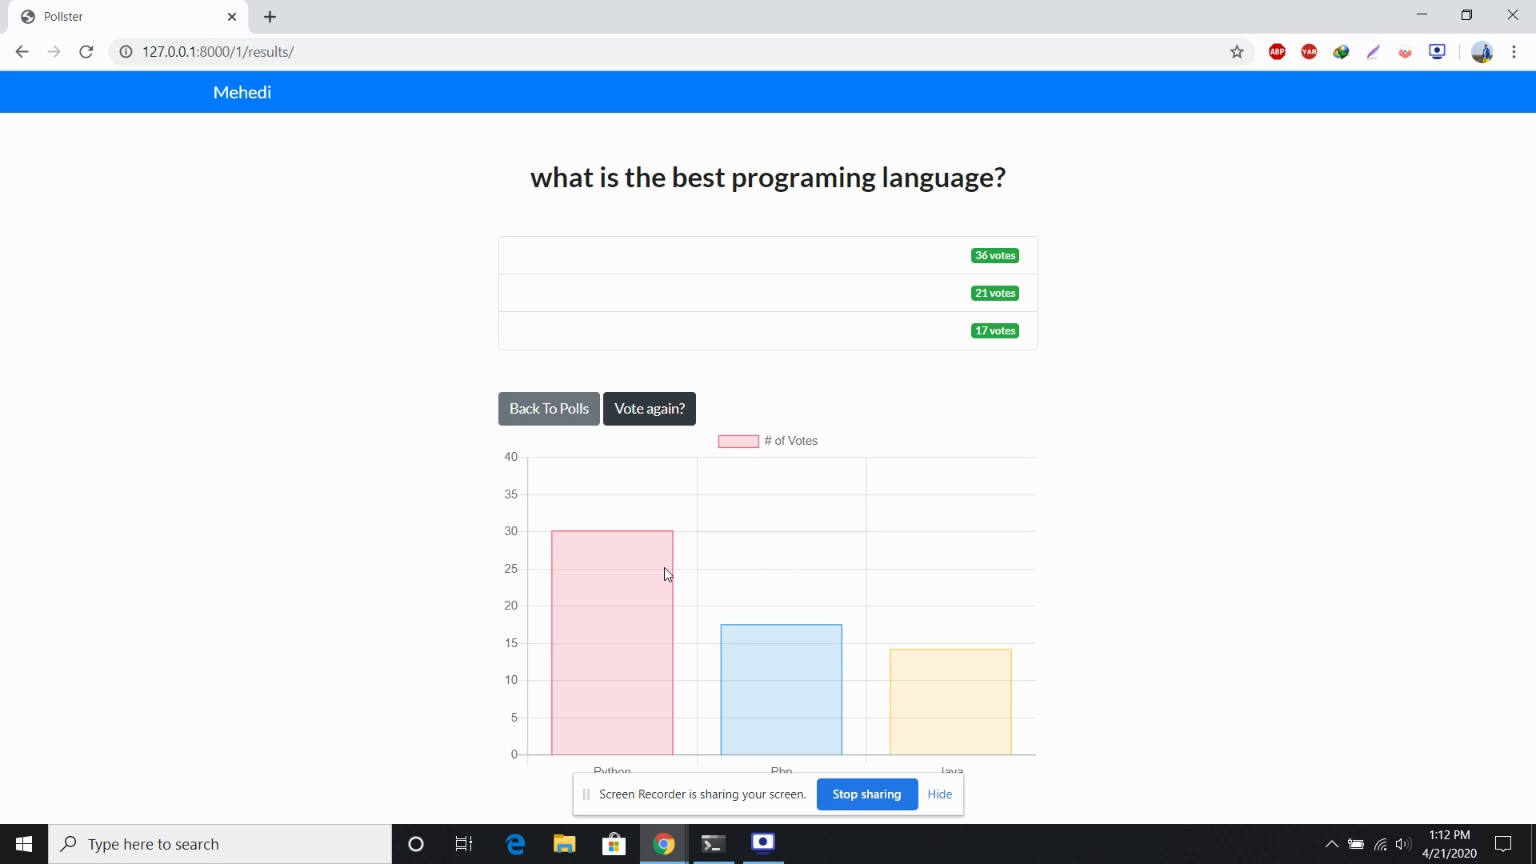 Pollster
127.0.0.1:8000/1/results/
ABP
YAB
Mehedi
what is the best programing language?
36 votes
21 votes
17 votes
Back To Polls Vote again?
# of Votes
40
35
30
25
20
15
10
5
0
Python Php Java
Screen Recorder is sharing your screen. Stop sharing Hide
Type here to search
1:12 PM
4/21/2020